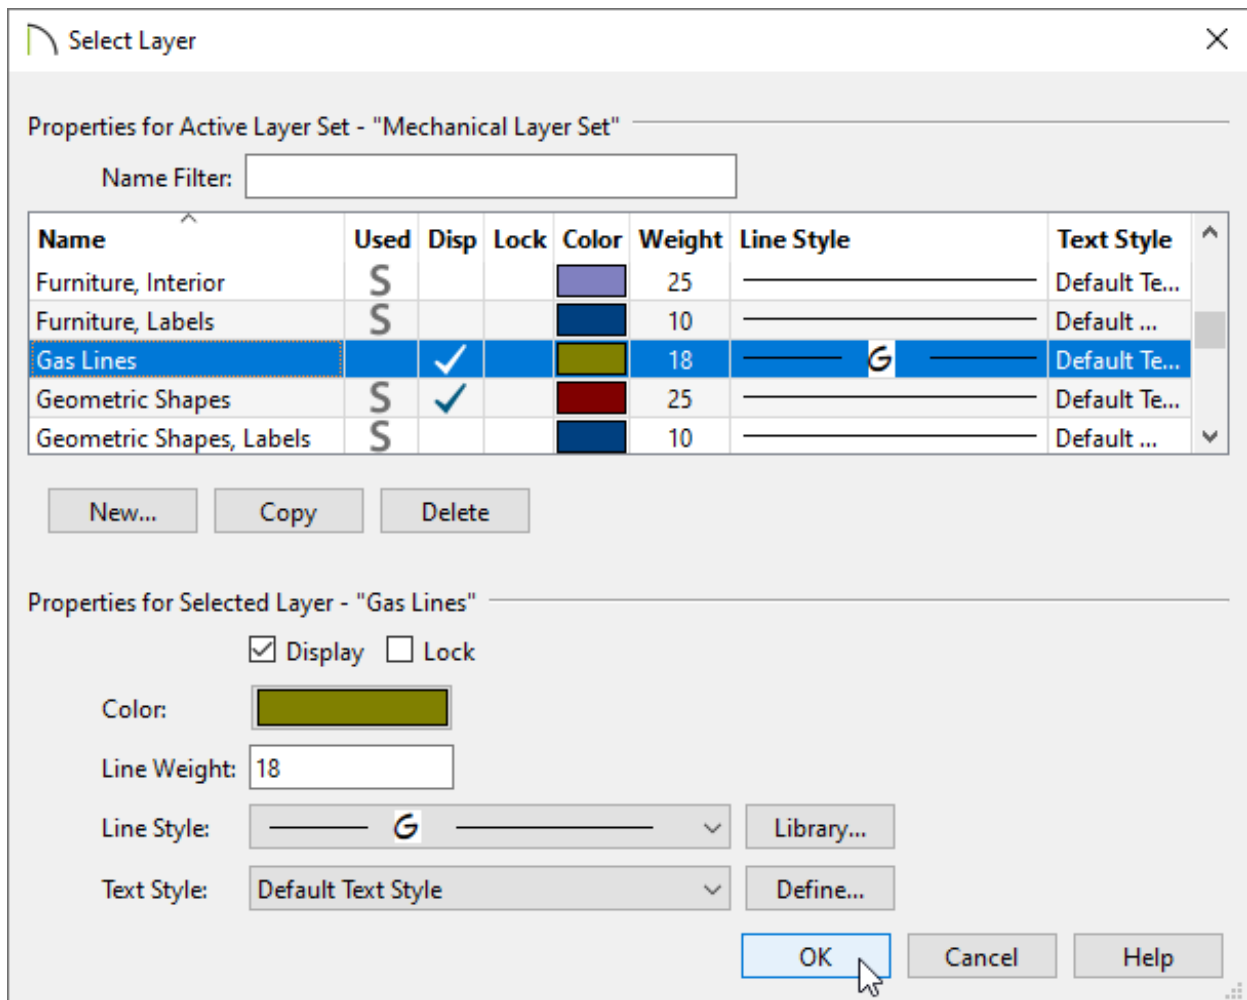 Select Layer
Properties for Active Layer Set - "Mechanical Layer Set"
Name Filter:
Name Used Disp Lock Color Weight Line Style Text Style
Furniture, Interior S 25 Default Te...
Furniture, Labels S 10 Default ...
Gas Lines 18 G Default Te...
Geometric Shapes S 25 Default Te...
Geometric Shapes, Labels S 10 Default ...
New... Copy Delete
Properties for Selected Layer - "Gas Lines"
Display Lock
Color:
Line Weight: 18
Line Style: G Library...
Text Style: Default Text Style Define...
OK Cancel Help